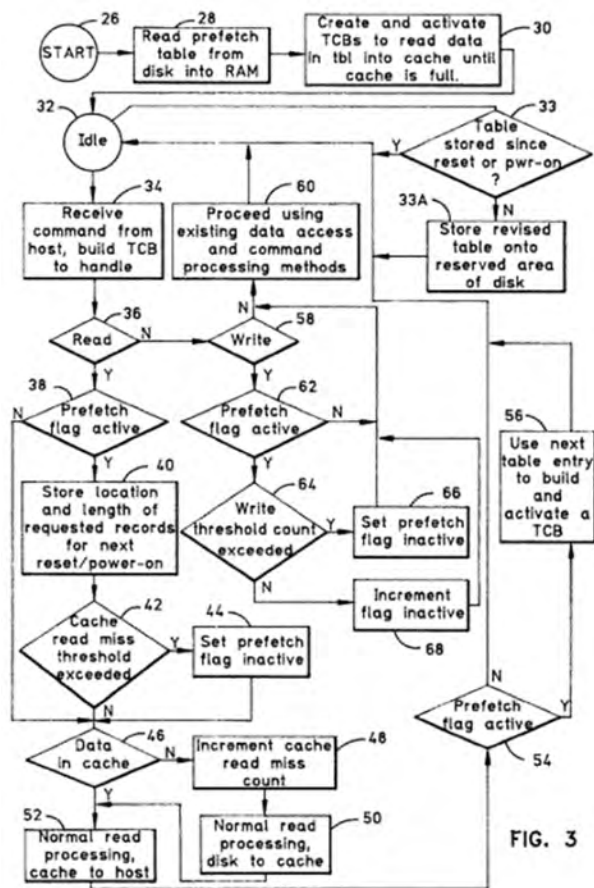 26
START
28
Read prefetch
table from
disk into RAM
30
Create and activate
TCBs to read data
in tbl into cache until
cache is full.
32
Idle
33
Table
stored since
reset or pwr-on
?
Y
N
33A
Store revised
table onto
reserved area
of disk
34
Receive
command from
host, build TCB
to handle
60
Proceed using
existing data access
and command
processing methods
36
Read
N
Y
58
Write
N
Y
38
Prefetch
flag active
N
Y
62
Prefetch
flag active
N
Y
56
Use next
table entry
to build
and
activate a
TCB
40
Store location
and length of
requested records
for next
reset/power-on
64
Write
threshold count
exceeded
Y
N
66
Set prefetch
flag inactive
Increment
flag inactive
68
42
Cache
read miss
threshold
exceeded
Y
N
44
Set prefetch
flag inactive
46
Data
in cache
N
Y
Increment cache
read miss
count
48
Normal read
processing,
disk to cache
50
52
Normal read
processing,
cache to host
N
Prefetch
flag active
Y
54
FIG. 3